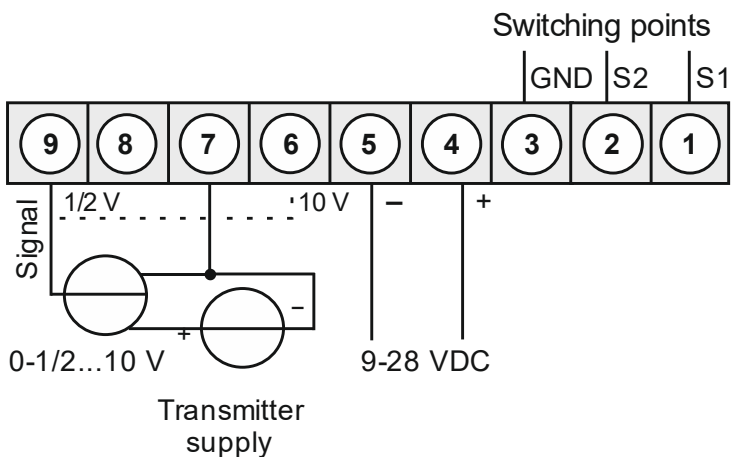 Switching points
GND S2 S1
9 8 7 6 5 4 3 2 1
1/2 V 10 V – +
Signal
–
+
0-1/2...10 V 9-28 VDC
Transmitter
supply